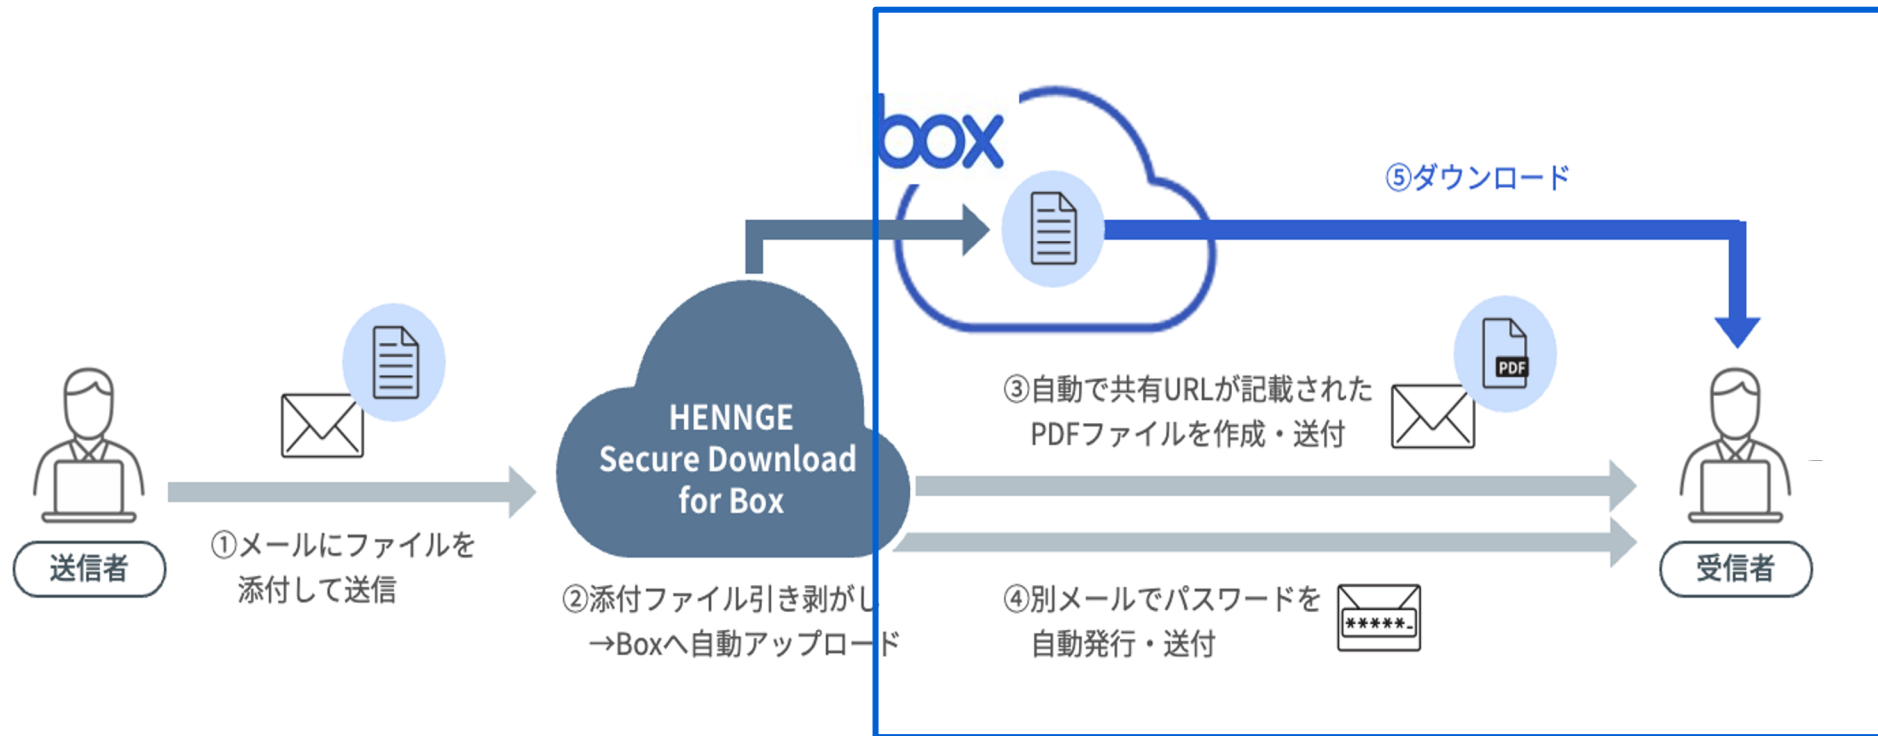 box
⑤ダウンロード
PDF
③自動で共有URLが記載された
PDFファイルを作成・送付
HENNGE
Secure Download
for Box
①メールにファイルを
添付して送信
送信者
受信者
②添付ファイル引き剥がし
→Boxへ自動アップロード
④別メールでパスワードを
自動発行・送付
*****-